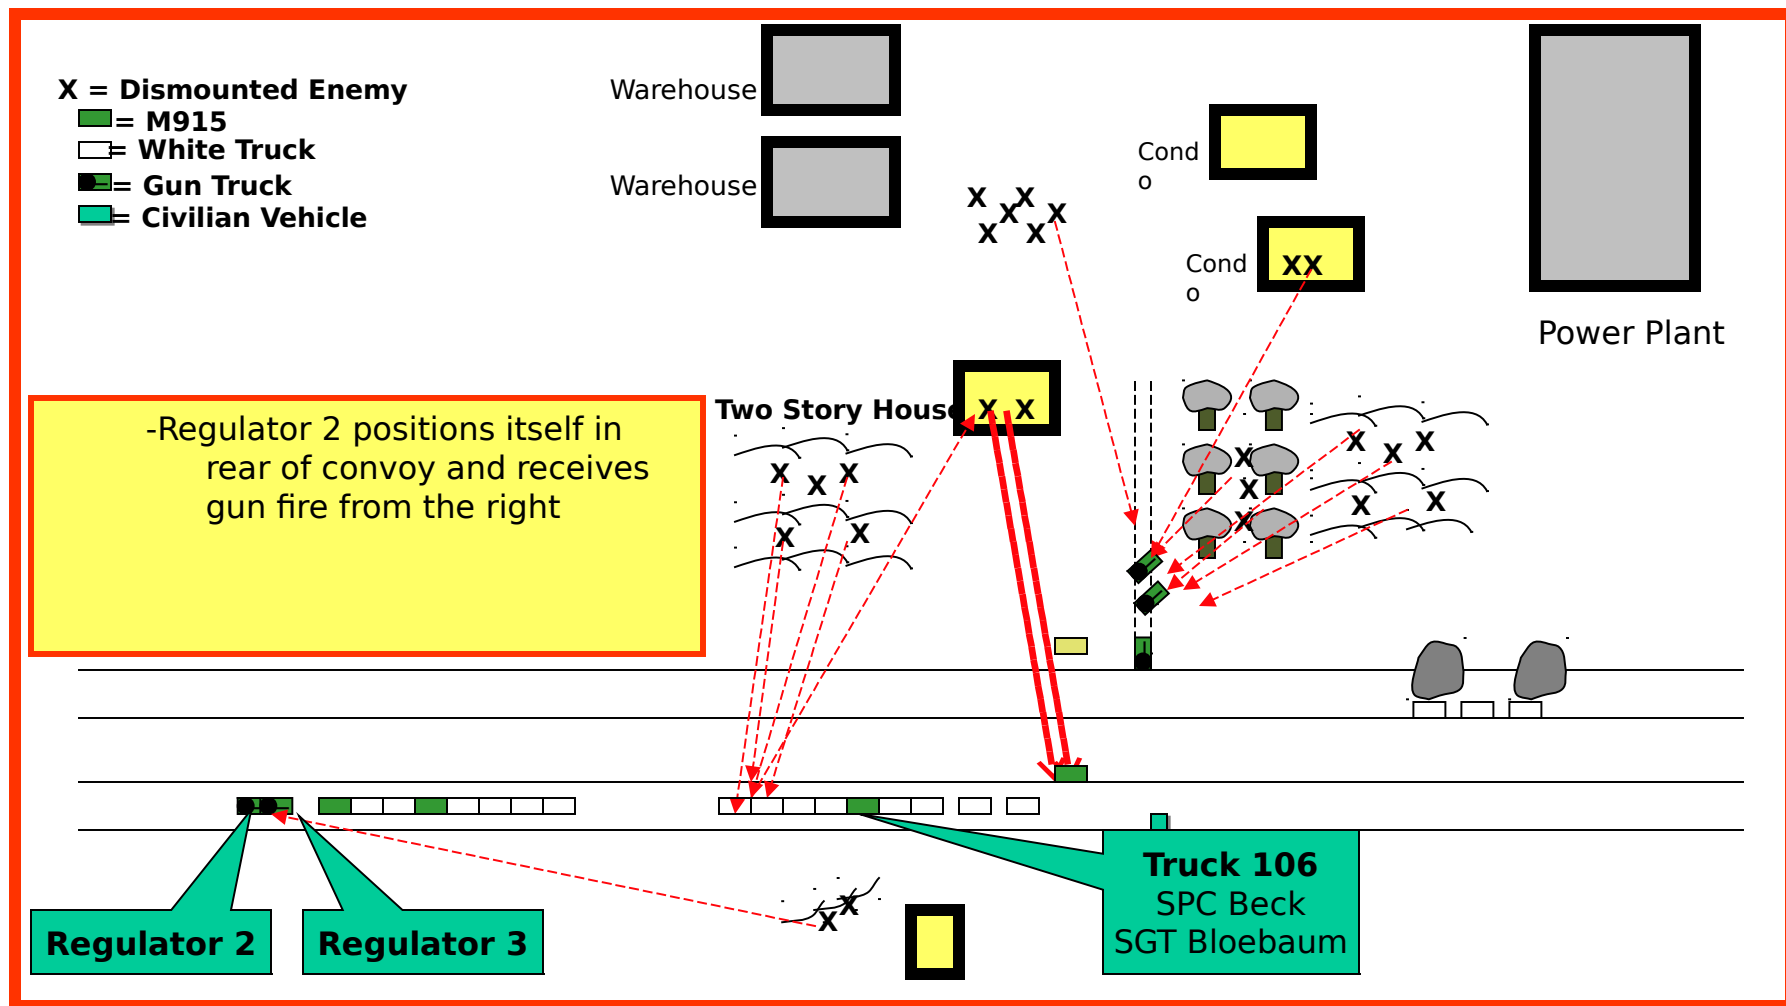 X = Dismounted Enemy
= M915
= White Truck
= Gun Truck
= Civilian Vehicle
Warehouse
Warehouse
Cond
o
X X
X X
X X
Cond
o
XX
Power Plant
Two Story House
X X
-Regulator 2 positions itself in
rear of convoy and receives
gun fire from the right
X X X
X X
X
X
X
X X X
X X
X X
Truck 106
SPC Beck
SGT Bloebaum
Regulator 2
Regulator 3